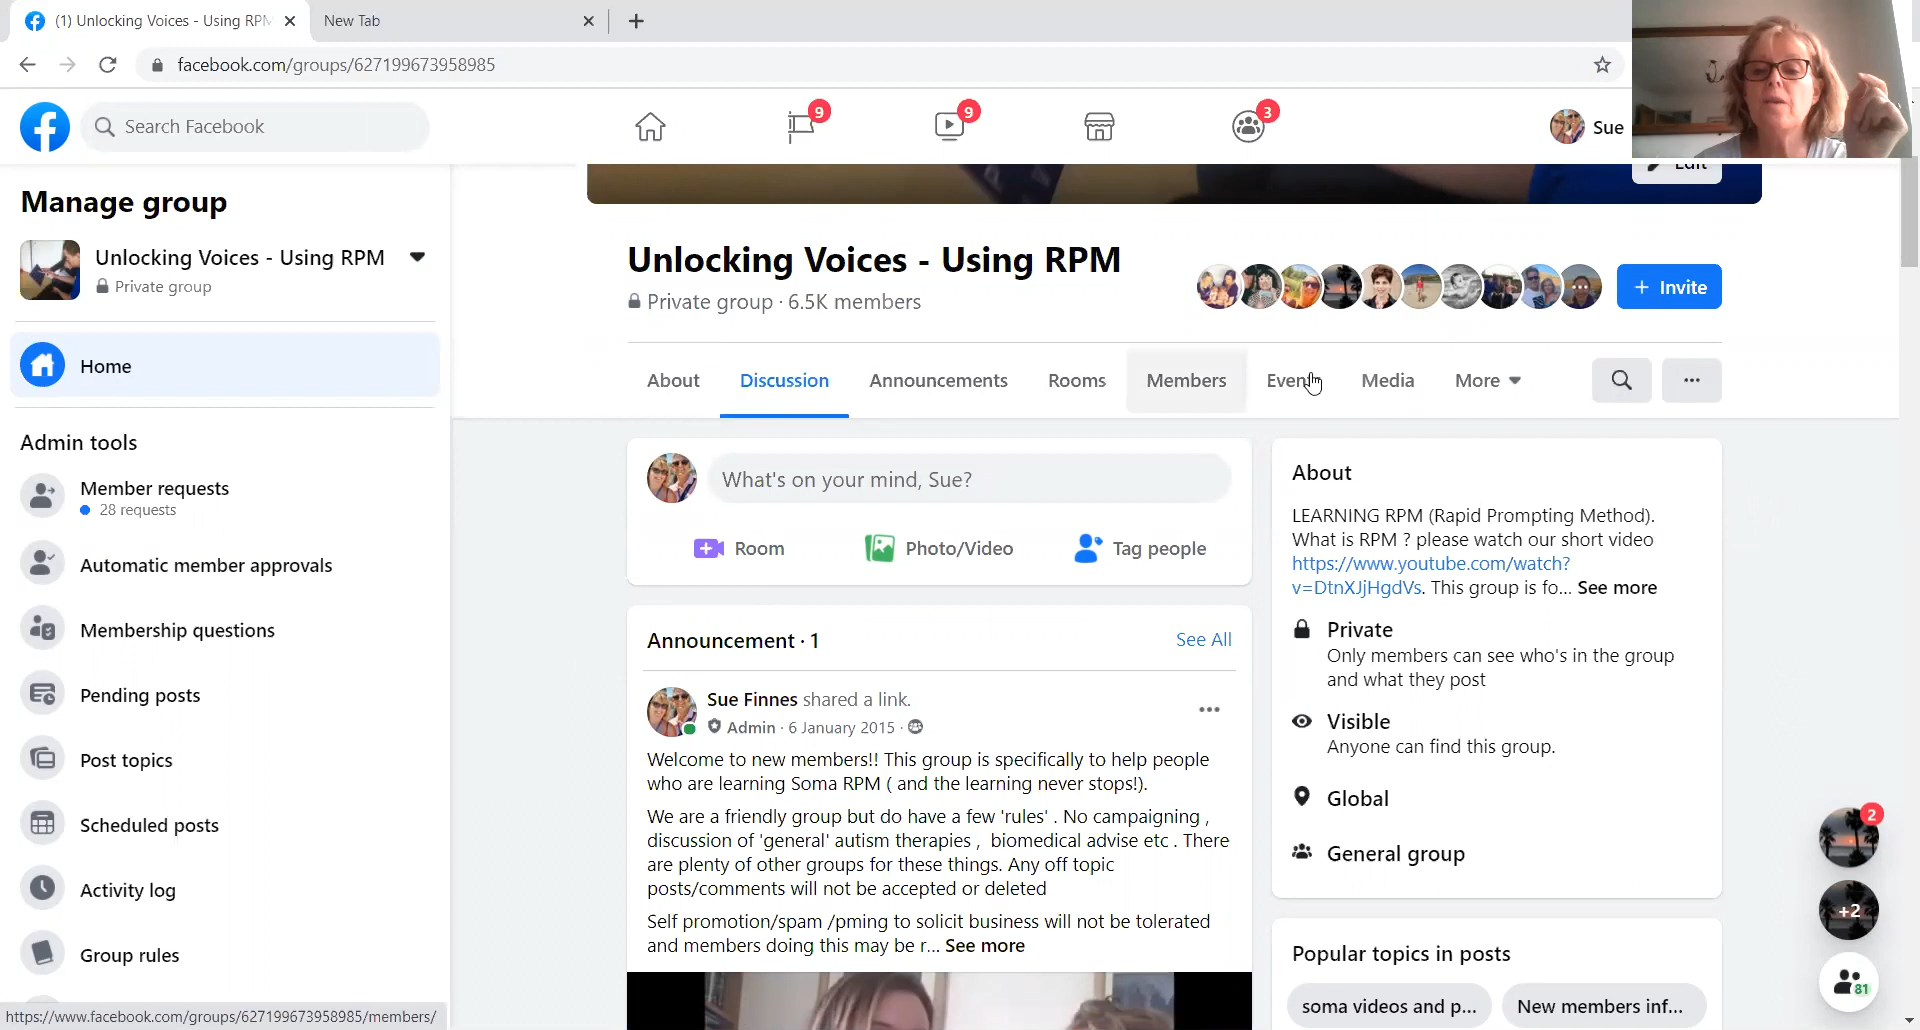 (1) Unlocking Voices - Using RPM
New Tab
facebook.com/groups/627199673958985
Search Facebook
9
9
3
Sue
Edit
Manage group
Unlocking Voices - Using RPM
Private group
Home
Admin tools
Member requests
28 requests
Automatic member approvals
Membership questions
Pending posts
Post topics
Scheduled posts
Activity log
Group rules
https://www.facebook.com/groups/627199673958985/members/
Unlocking Voices - Using RPM
Private group · 6.5K members
+ Invite
About
Discussion
Announcements
Rooms
Members
Events
Media
More
What's on your mind, Sue?
Room
Photo/Video
Tag people
Announcement · 1
See All
Sue Finnes shared a link.
Admin · 6 January 2015 ·
Welcome to new members!! This group is specifically to help people
who are learning Soma RPM ( and the learning never stops!).
We are a friendly group but do have a few 'rules' . No campaigning ,
discussion of 'general' autism therapies , biomedical advise etc . There
are plenty of other groups for these things. Any off topic
posts/comments will not be accepted or deleted
Self promotion/spam /pming to solicit business will not be tolerated
and members doing this may be r... See more
About
LEARNING RPM (Rapid Prompting Method).
What is RPM ? please watch our short video
https://www.youtube.com/watch?
v=DtnXJjHgdVs. This group is fo... See more
Private
Only members can see who's in the group
and what they post
Visible
Anyone can find this group.
Global
General group
Popular topics in posts
soma videos and p...
New members inf...
2
+2
81